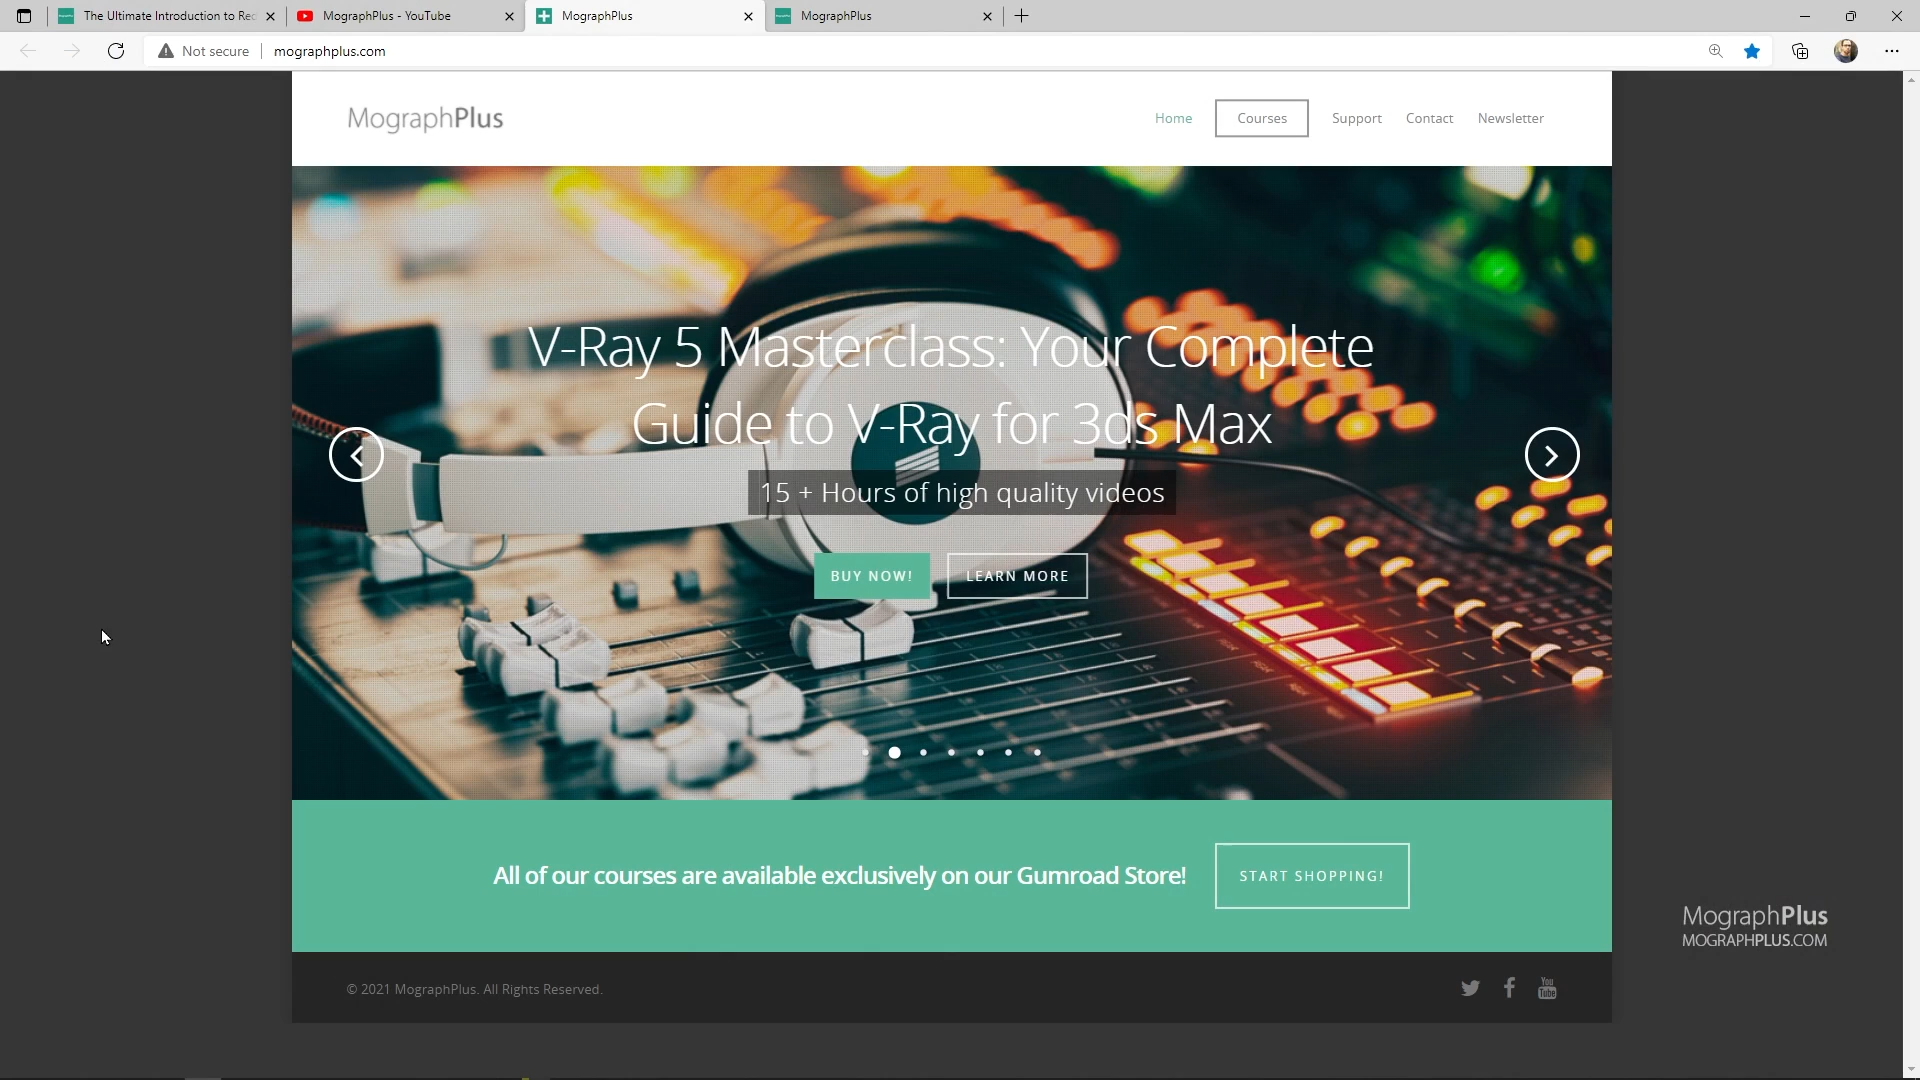 The Ultimate Introduction to Red
MographPlus - YouTube
MographPlus
MographPlus
Not secure
mographplus.com
MographPlus
Home
Courses
Support
Contact
Newsletter
V-Ray 5 Masterclass: Your Complete
Guide to V-Ray for 3ds Max
15 + Hours of high quality videos
BUY NOW!
LEARN MORE
All of our courses are available exclusively on our Gumroad Store!
START SHOPPING!
MographPlus
MOGRAPHPLUS.COM
© 2021 MographPlus. All Rights Reserved.
You
Tube